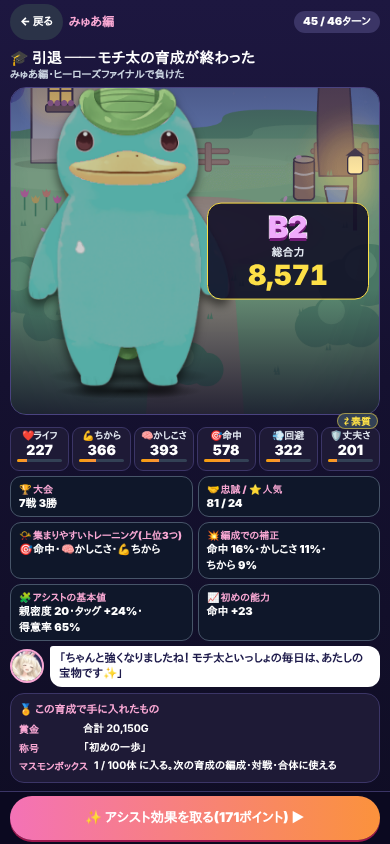 ← 戻る
みゅあ編
45 / 46ターン
🎓 引退 ── モチ太の育成が終わった
みゅあ編・ヒーローズファイナルで負けた
B2
総合力
8,571
⇄素質
❤️ライフ 💪ちから 🧠かしこさ 🎯命中 💨回避 🛡️丈夫さ
227 366 393 578 322 201
🏆大会
7戦 3勝
🤝忠誠 / ⭐人気
81 / 24
集まりやすトレーニング(上位3つ)
🎯命中・🧠かしこさ・💪ちから
💥編成での補正
命中 16%・かしこさ 11%・
ちから 9%
🧩アシストの基本値
親密度 20・タッグ +24%・
得意率 65%
📈初めの能力
命中 +23
「ちゃんと強くなりましたね！ モチ太といっしょの毎日は、あたしの
宝物です✨」
🏅この育成で手に入れたもの
賞金 合計 20,150G
称号 「初めの一歩」
マスモンボックス 1 / 100体 に入る。次の育成の編成・対戦・合体に使える
✨ アシスト効果を取る(171ポイント) ▶